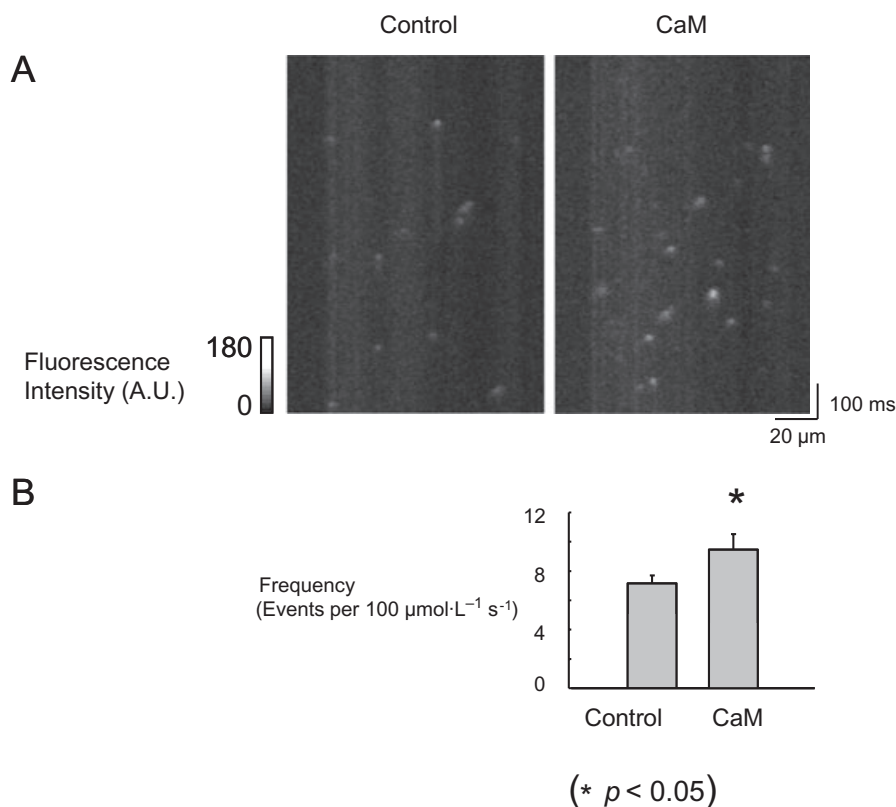 Control CaM
A
Fluorescence
Intensity (A.U.)
180
0
100 ms
20 µm
B
*
Frequency
(Events per 100 µmol·L⁻¹ s⁻¹)
12
8
4
0
Control CaM
(* p < 0.05)